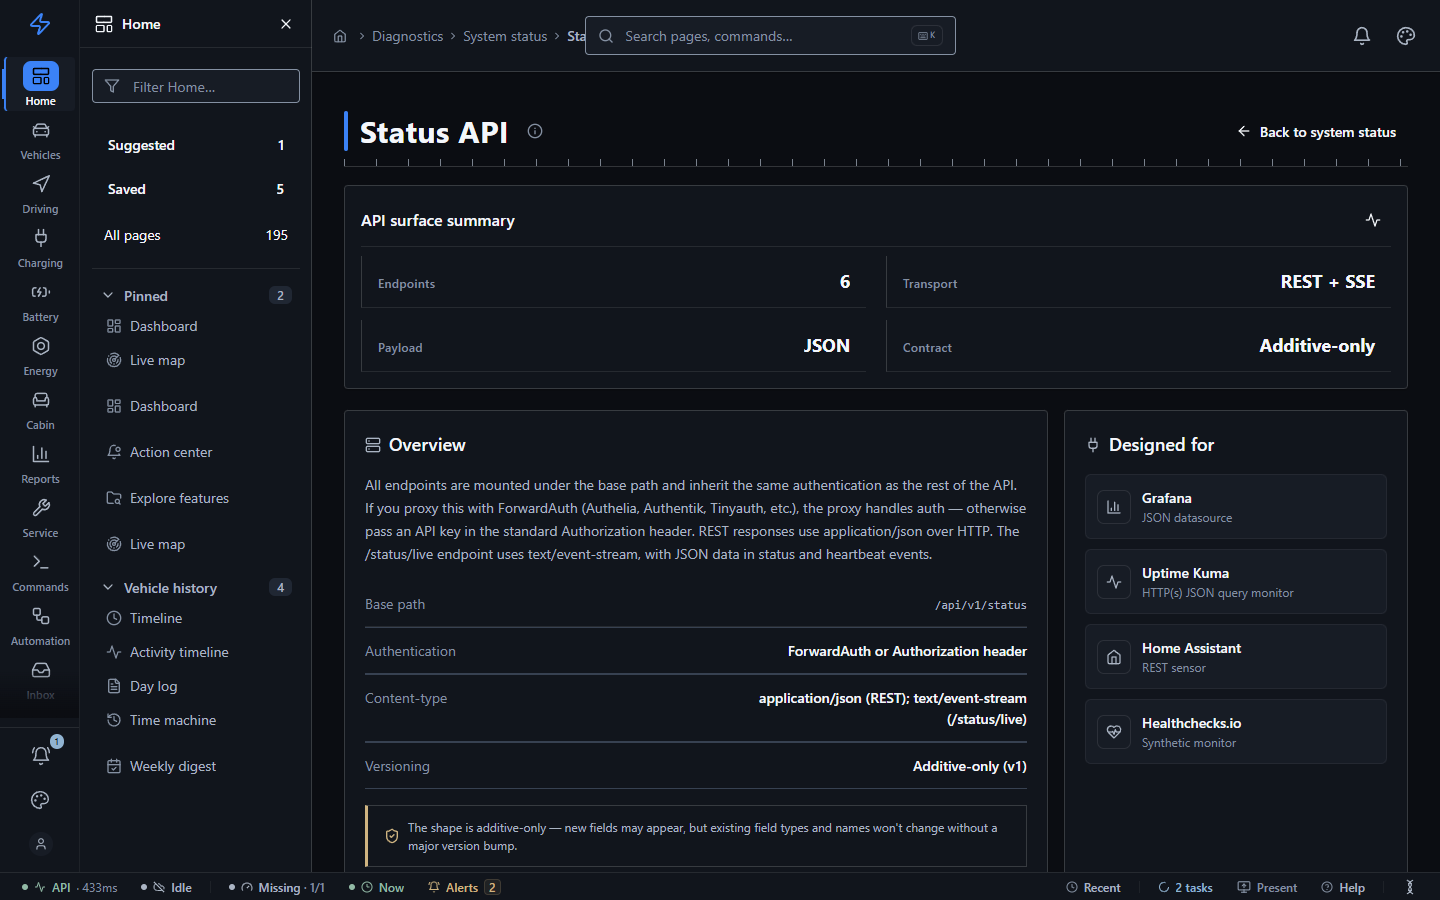 Home
Vehicles
Driving
Charging
Battery
Energy
Cabin
Reports
Service
Commands
Automation
Inbox
1
Home
Filter Home...
Suggested 1
Saved 5
All pages 195
Pinned 2
Dashboard
Live map
Dashboard
Action center
Explore features
Live map
Vehicle history 4
Timeline
Activity timeline
Day log
Time machine
Weekly digest
Diagnostics > System status > Sta
Search pages, commands... K
Status API
Back to system status
API surface summary
Endpoints 6
Transport REST + SSE
Payload JSON
Contract Additive-only
Overview
All endpoints are mounted under the base path and inherit the same authentication as the rest of the API.
If you proxy this with ForwardAuth (Authelia, Authentik, Tinyauth, etc.), the proxy handles auth — otherwise
pass an API key in the standard Authorization header. REST responses use application/json over HTTP. The
/status/live endpoint uses text/event-stream, with JSON data in status and heartbeat events.
Base path /api/v1/status
Authentication ForwardAuth or Authorization header
Content-type application/json (REST); text/event-stream
(/status/live)
Versioning Additive-only (v1)
The shape is additive-only — new fields may appear, but existing field types and names won't change without a
major version bump.
Designed for
Grafana
JSON datasource
Uptime Kuma
HTTP(s) JSON query monitor
Home Assistant
REST sensor
Healthchecks.io
Synthetic monitor
API · 433ms
Idle
Missing · 1/1
Now
Alerts 2
Recent
2 tasks
Present
Help